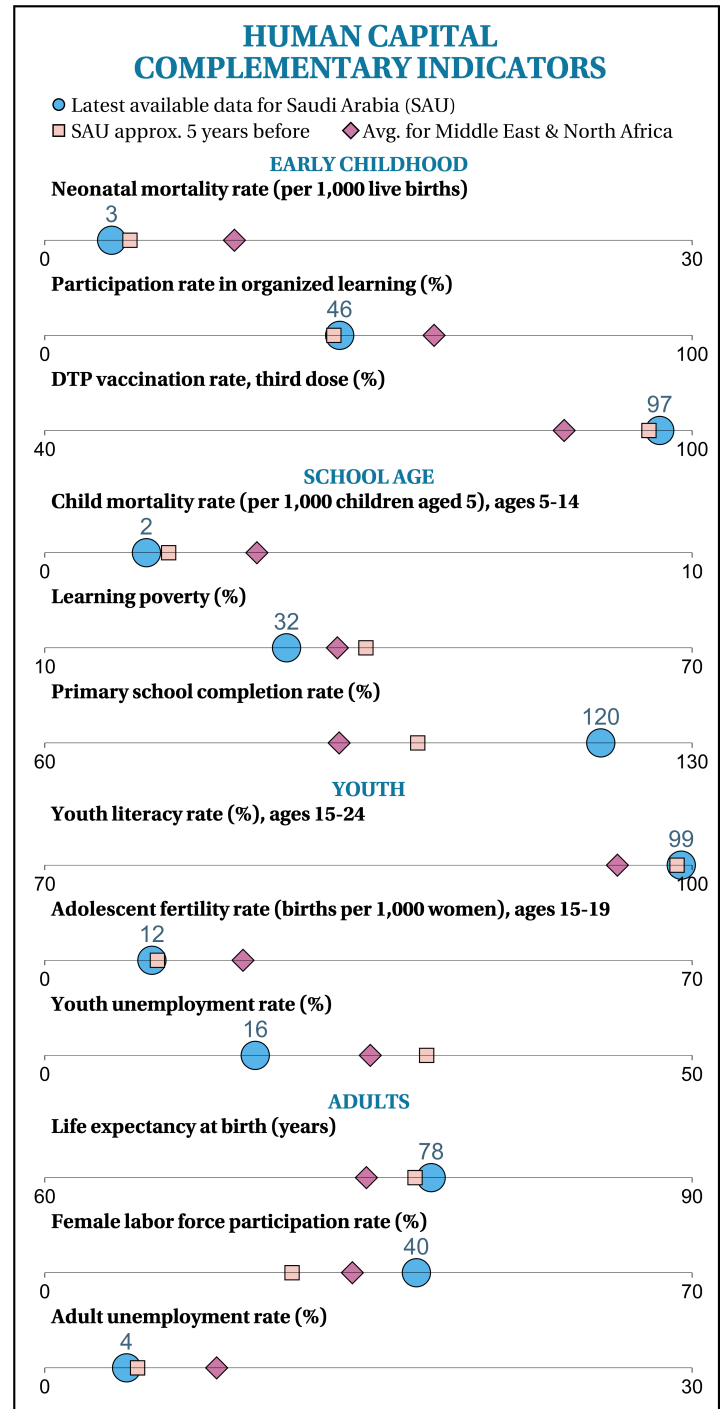 HUMAN CAPITAL
COMPLEMENTARY INDICATORS
Latest available data for Saudi Arabia (SAU)
SAU approx. 5 years before Avg. for Middle East & North Africa
EARLY CHILDHOOD
Neonatal mortality rate (per 1,000 live births)
3
0 30
Participation rate in organized learning (%)
46
0 100
DTP vaccination rate, third dose (%)
97
40 100
SCHOOL AGE
Child mortality rate (per 1,000 children aged 5), ages 5-14
2
0 10
Learning poverty (%)
32
10 70
Primary school completion rate (%)
120
60 130
YOUTH
Youth literacy rate (%), ages 15-24
99
70 100
Adolescent fertility rate (births per 1,000 women), ages 15-19
12
0 70
Youth unemployment rate (%)
16
0 50
ADULTS
Life expectancy at birth (years)
78
60 90
Female labor force participation rate (%)
40
0 70
Adult unemployment rate (%)
4
0 30